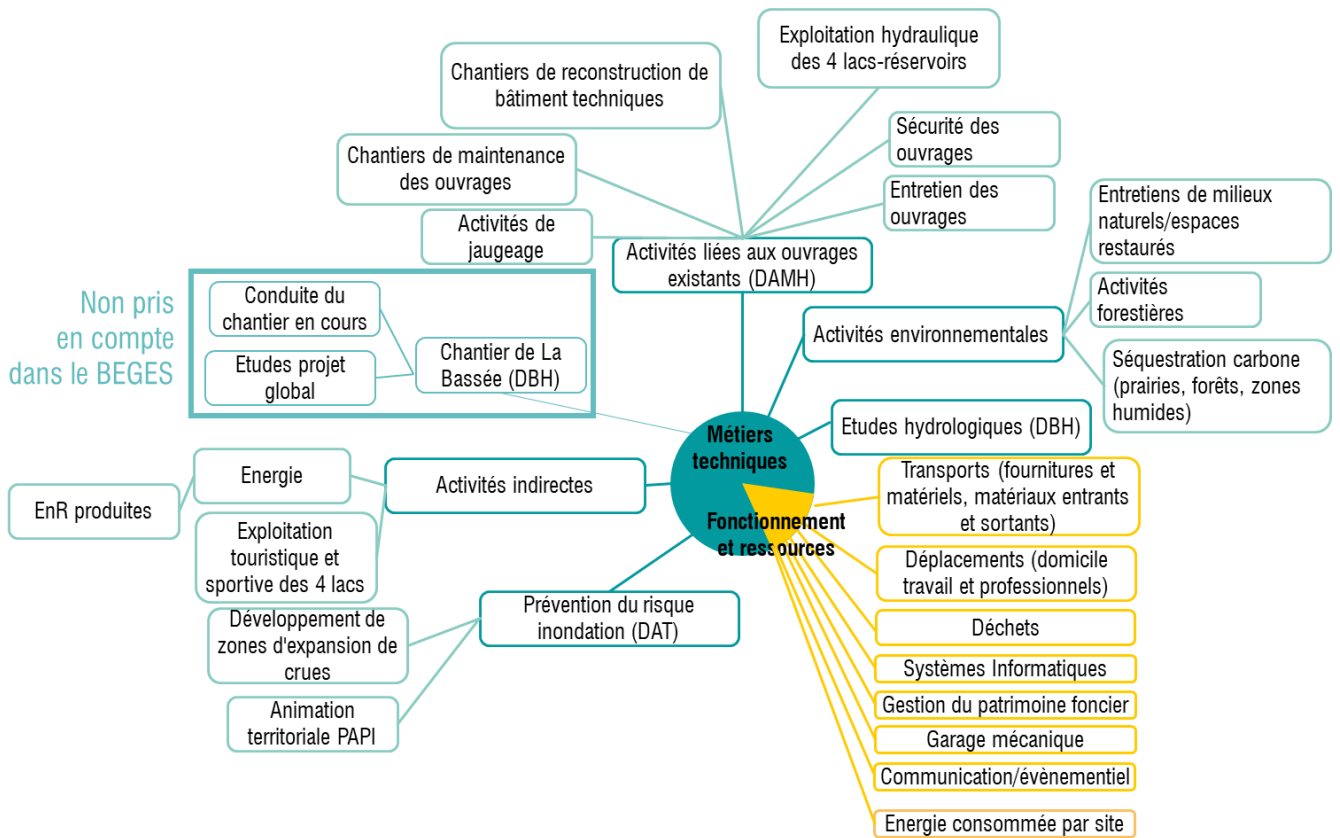 Exploitation hydraulique
des 4 lacs-réservoirs
Chantiers de reconstruction de
bâtiment techniques
Sécurité des
ouvrages
Chantiers de maintenance
des ouvrages
Entretien des
ouvrages
Entretiens de milieux
naturels/espaces
restaurés
Activités de
jaugeage
Activités liées aux ouvrages
existants (DAMH)
Non pris
en compte
dans le BEGES
Conduite du
chantier en cours
Etudes projet
global
Chantier de La
Bassée (DBH)
Activités environnementales
Activités
forestières
Séquestration carbone
(prairies, forêts, zones
humides)
Etudes hydrologiques (DBH)
Métiers
techniques
Fonctionnement
et ressources
Energie
EnR produites
Activités indirectes
Exploitation
touristique et
sportive des 4 lacs
Développement de
zones d'expansion de
crues
Prévention du risque
inondation (DAT)
Animation
territoriale PAPI
Transports (fournitures et
matériels, matériaux entrants
et sortants)
Déplacements (domicile
travail et professionnels)
Déchets
Systèmes Informatiques
Gestion du patrimoine foncier
Garage mécanique
Communication/évènementiel
Energie consommée par site